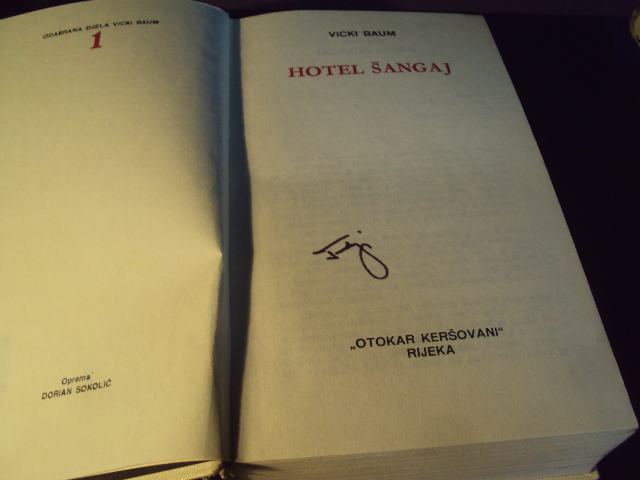 ODABRANA DJELA VICKI BAUM
1
Oprema
DORIAN SOKOLIĆ
VICKI BAUM
HOTEL ŠANGAJ
„OTOKAR KERŠOVANI“
RIJEKA